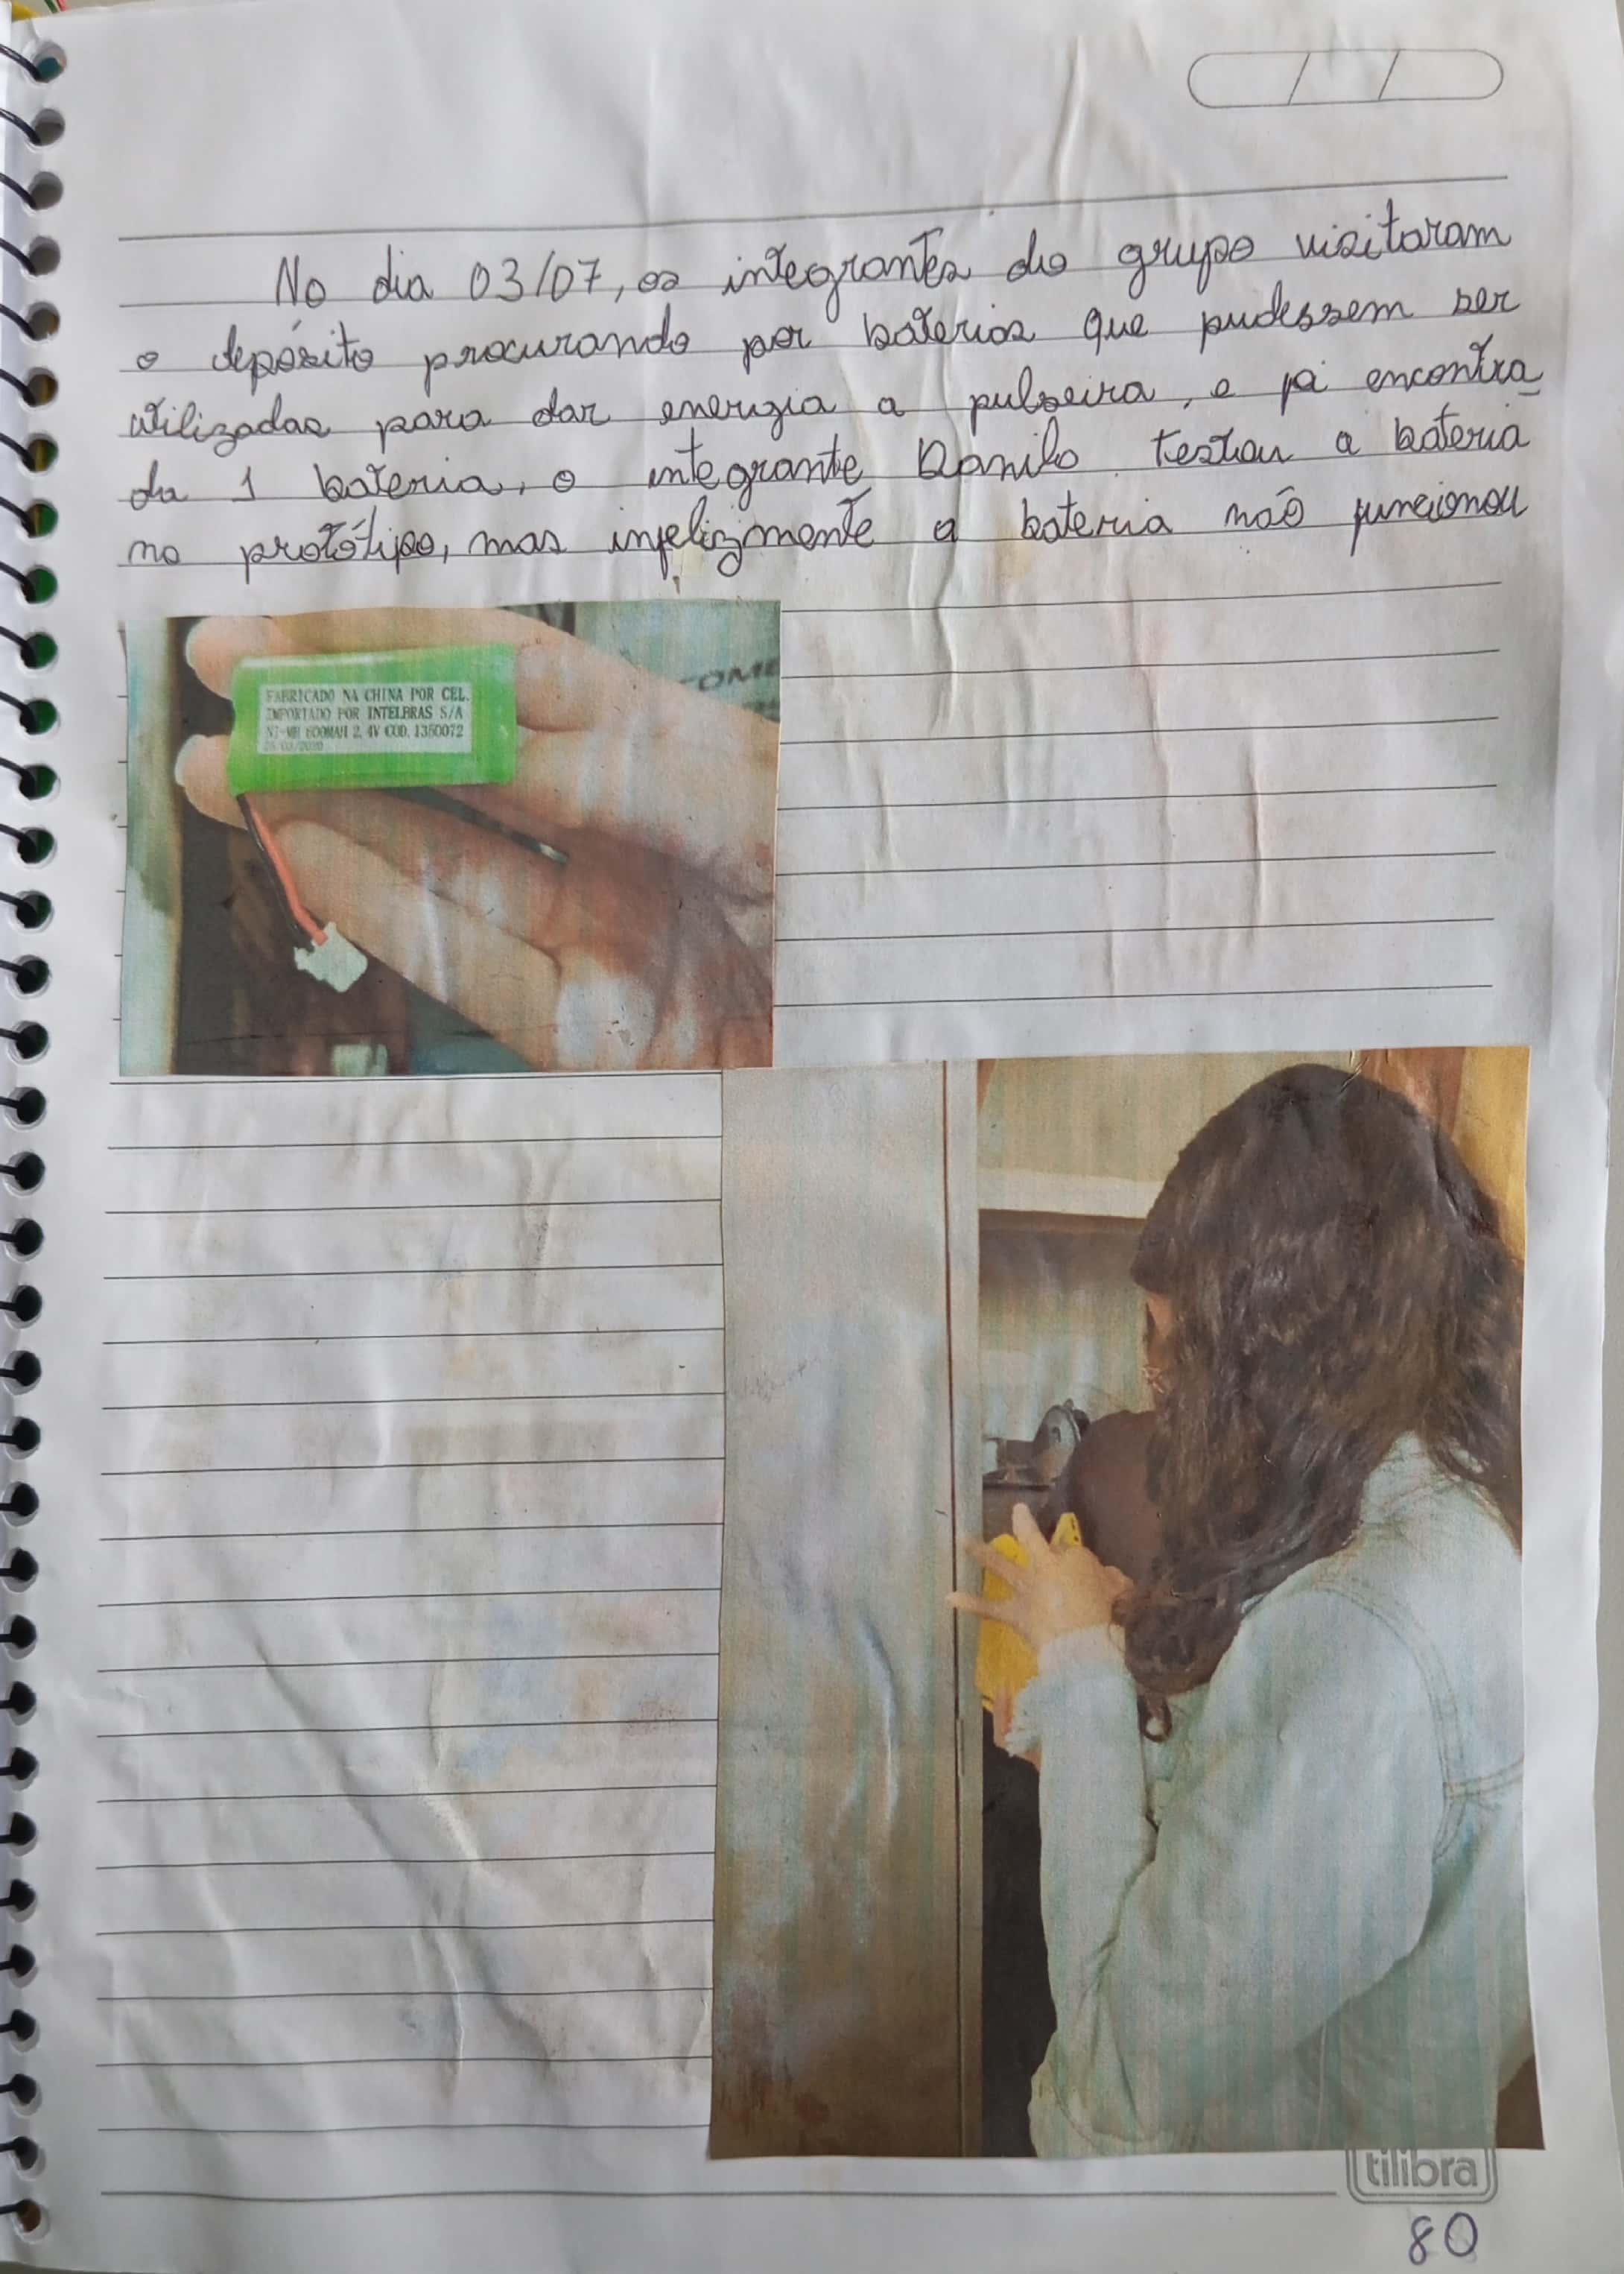 No dia 03/07, os integrantes do grupo visitaram
o depósito procurando por baterias que pudessem ser
utilizadas para dar energia a pulseira, e já encontra
da 1 bateria, o integrante Danilo testou a bateria
no protótipo, mas infelizmente a bateria não funcionou
FABRICADO NA CHINA POR CEL.
IMPORTADO POR INTELBRAS S/A
NI-MH 600MAH 2,4V COD. 1350072
tilibra
80